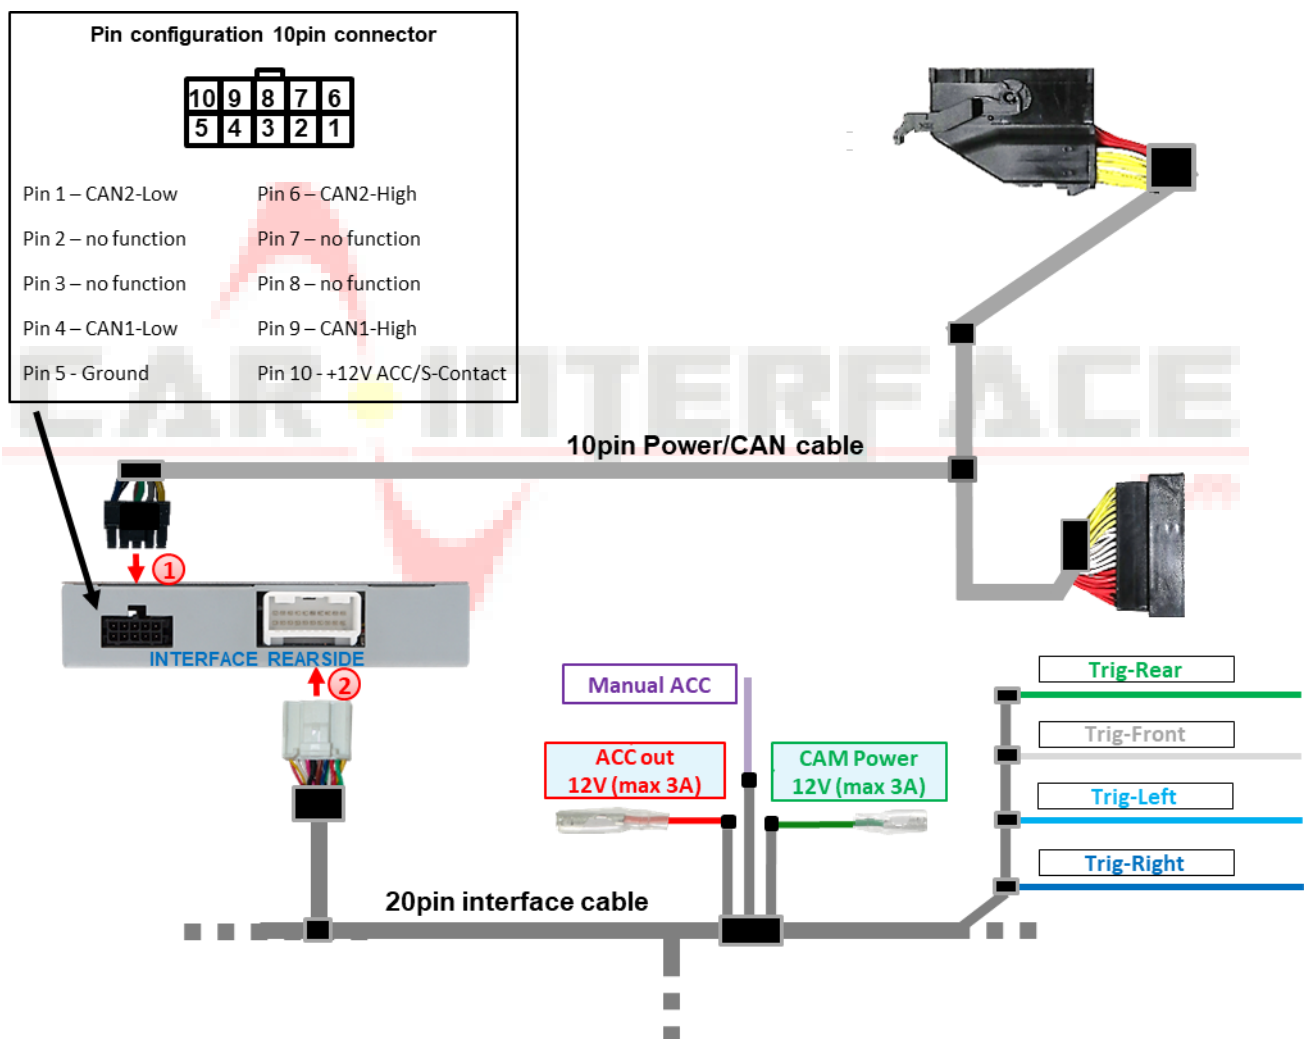 Pin configuration 10pin connector
10 9 8 7 6
5 4 3 2 1
Pin 1 – CAN2-Low
Pin 6 – CAN2-High
Pin 2 – no function
Pin 7 – no function
Pin 3 – no function
Pin 8 – no function
Pin 4 – CAN1-Low
Pin 9 – CAN1-High
Pin 5 - Ground
Pin 10 - +12V ACC/S-Contact
CAR INTERFACE
10pin Power/CAN cable
1
INTERFACE REARSIDE
2
Manual ACC
ACC out
12V (max 3A)
CAM Power
12V (max 3A)
Trig-Rear
Trig-Front
Trig-Left
Trig-Right
20pin interface cable